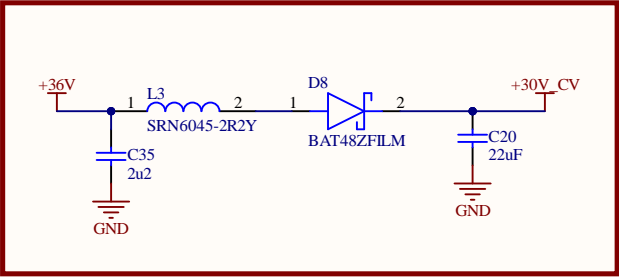 +36V
L3
1
2
SRN6045-2R2Y
D8
1
2
BAT48ZFILM
+30V_CV
C35
2u2
GND
C20
22uF
GND